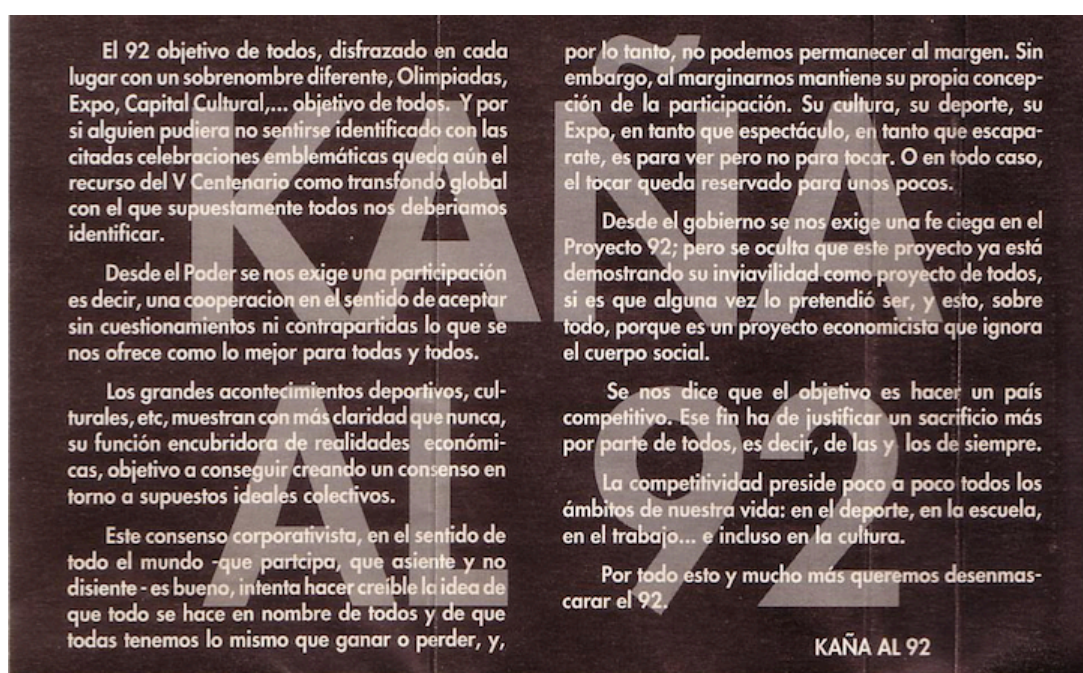 El 92 objetivo de todos, disfrazado en cada
lugar con un sobrenombre diferente, Olimpiadas,
Expo, Capital Cultural,... objetivo de todos. Y por
si alguien pudiera no sentirse identificado con las
citadas celebraciones emblemáticas queda aún el
recurso del V Centenario como transfondo global
con el que supuestamente todos nos deberiamos
identificar.
Desde el Poder se nos exige una participación
es decir, una cooperacion en el sentido de aceptar
sin cuestionamientos ni contrapartidas lo que se
nos ofrece como lo mejor para todas y todos.
Los grandes acontecimientos deportivos, cul-
turales, etc, muestran con más claridad que nunca,
su función encubridora de realidades económi-
cas, objetivo a conseguir creando un consenso en
torno a supuestos ideales colectivos.
Este consenso corporativista, en el sentido de
todo el mundo -que partcipa, que asiente y no
disiente - es bueno, intenta hacer creíble la idea de
que todo se hace en nombre de todos y de que
todas tenemos lo mismo que ganar o perder, y,
por lo tanto, no podemos permanecer al margen. Sin
embargo, al marginarnos mantiene su propia concep-
ción de la participación. Su cultura, su deporte, su
Expo, en tanto que espectáculo, en tanto que escapa-
rate, es para ver pero no para tocar. O en todo caso,
el tocar queda reservado para unos pocos.
Desde el gobierno se nos exige una fe ciega en el
Proyecto 92; pero se oculta que este proyecto ya está
demostrando su inviavilidad como proyecto de todos,
si es que alguna vez lo pretendió ser, y esto, sobre
todo, porque es un proyecto economicista que ignora
el cuerpo social.
Se nos dice que el objetivo es hacer un país
competitivo. Ese fin ha de justificar un sacrificio más
por parte de todos, es decir, de las y los de siempre.
La competitividad preside poco a poco todos los
ámbitos de nuestra vida: en el deporte, en la escuela,
en el trabajo... e incluso en la cultura.
Por todo esto y mucho más queremos desenmas-
carar el 92.
KAÑA AL 92
KAÑA
AL 92